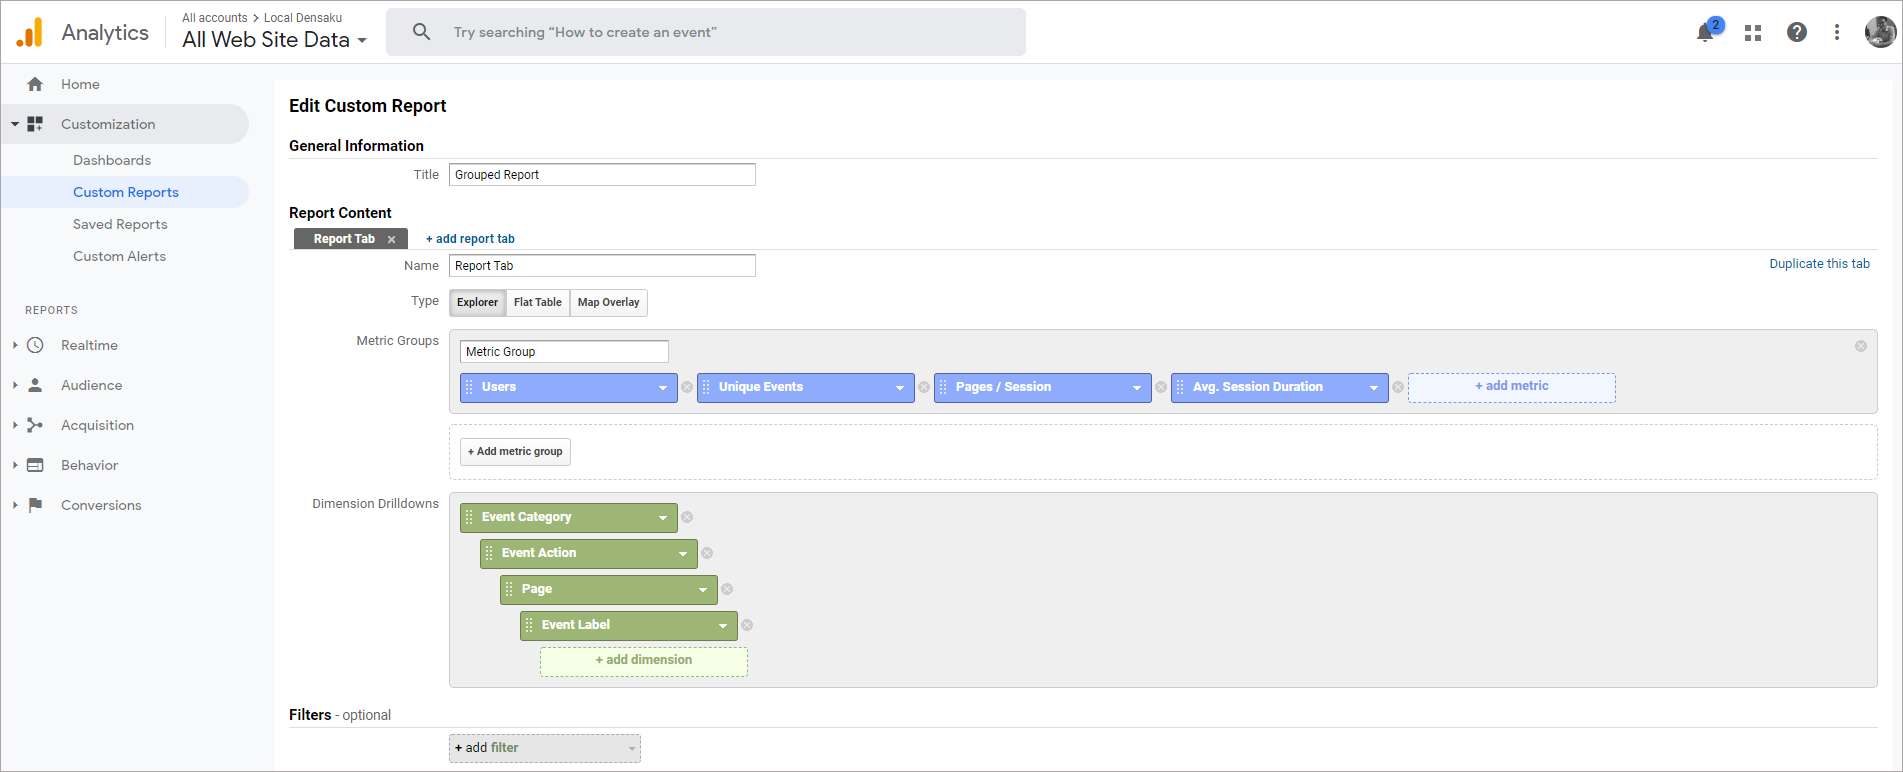 Analytics
All accounts > Local Densaku
All Web Site Data
Try searching “How to create an event”
2
Home
Customization
Dashboards
Custom Reports
Saved Reports
Custom Alerts
REPORTS
Realtime
Audience
Acquisition
Behavior
Conversions
Edit Custom Report
General Information
Title Grouped Report
Report Content
Report Tab + add report tab
Name Report Tab Duplicate this tab
Type Explorer Flat Table Map Overlay
Metric Groups Metric Group
Users Unique Events Pages / Session Avg. Session Duration + add metric
+ Add metric group
Dimension Drilldowns Event Category
Event Action
Page
Event Label
+ add dimension
Filters - optional
+ add filter